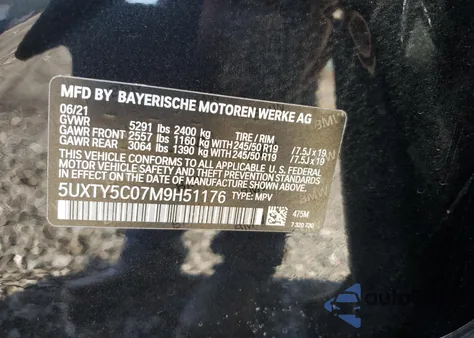 MFD BY BAYERISCHE MOTOREN WERKE AG
06/21
GVWR 5291 lbs 2400 kg TIRE / RIM
GAWR FRONT 2557 lbs 1160 kg WITH 245/50 R19 /7.5J x 19
GAWR REAR 3064 lbs 1390 kg WITH 245/50 R19 /7.5J x 19
THIS VEHICLE CONFORMS TO ALL APPLICABLE FEDERAL
MOTOR VEHICLE SAFETY STANDARDS
IN EFFECT ON THE DATE OF MANUFACTURE SHOWN ABOVE.
5UXTY5C07M9H51176 TYPE: MPV
475M